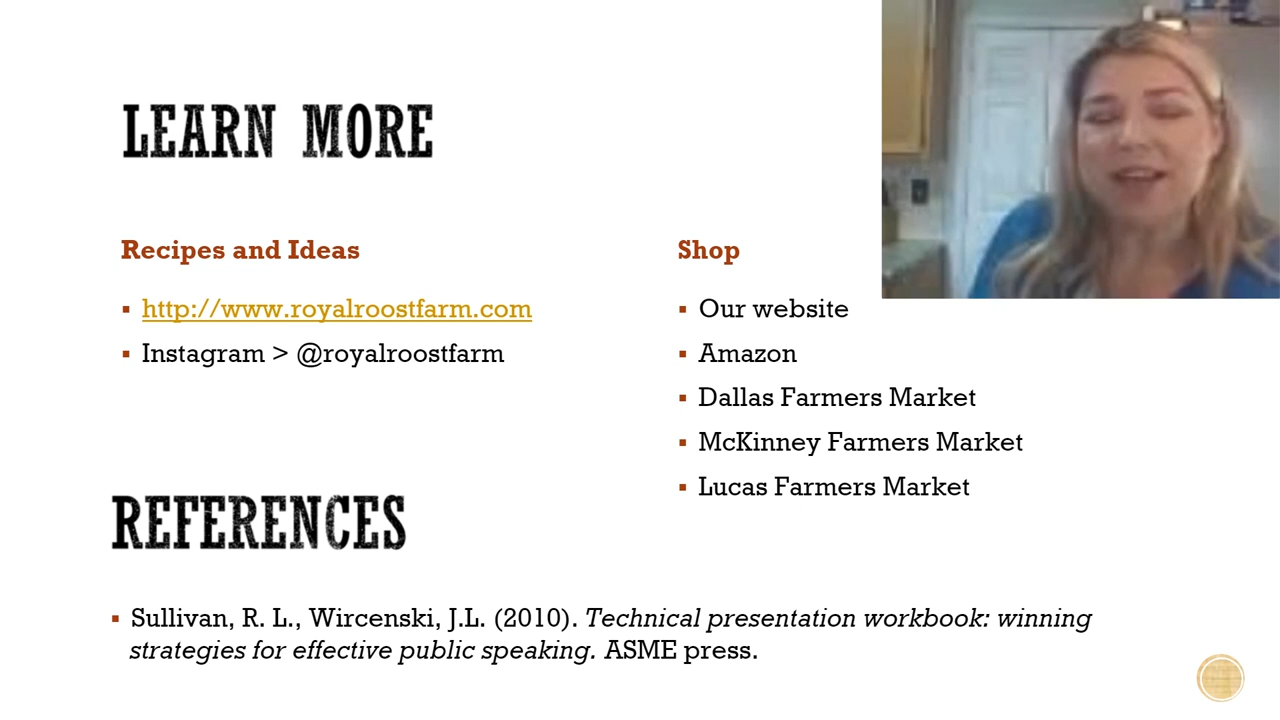 LEARN MORE
Recipes and Ideas
http://www.royalroostfarm.com
Instagram > @royalroostfarm
Shop
Our website
Amazon
Dallas Farmers Market
McKinney Farmers Market
Lucas Farmers Market
REFERENCES
Sullivan, R. L., Wircenski, J.L. (2010). Technical presentation workbook: winning
strategies for effective public speaking. ASME press.